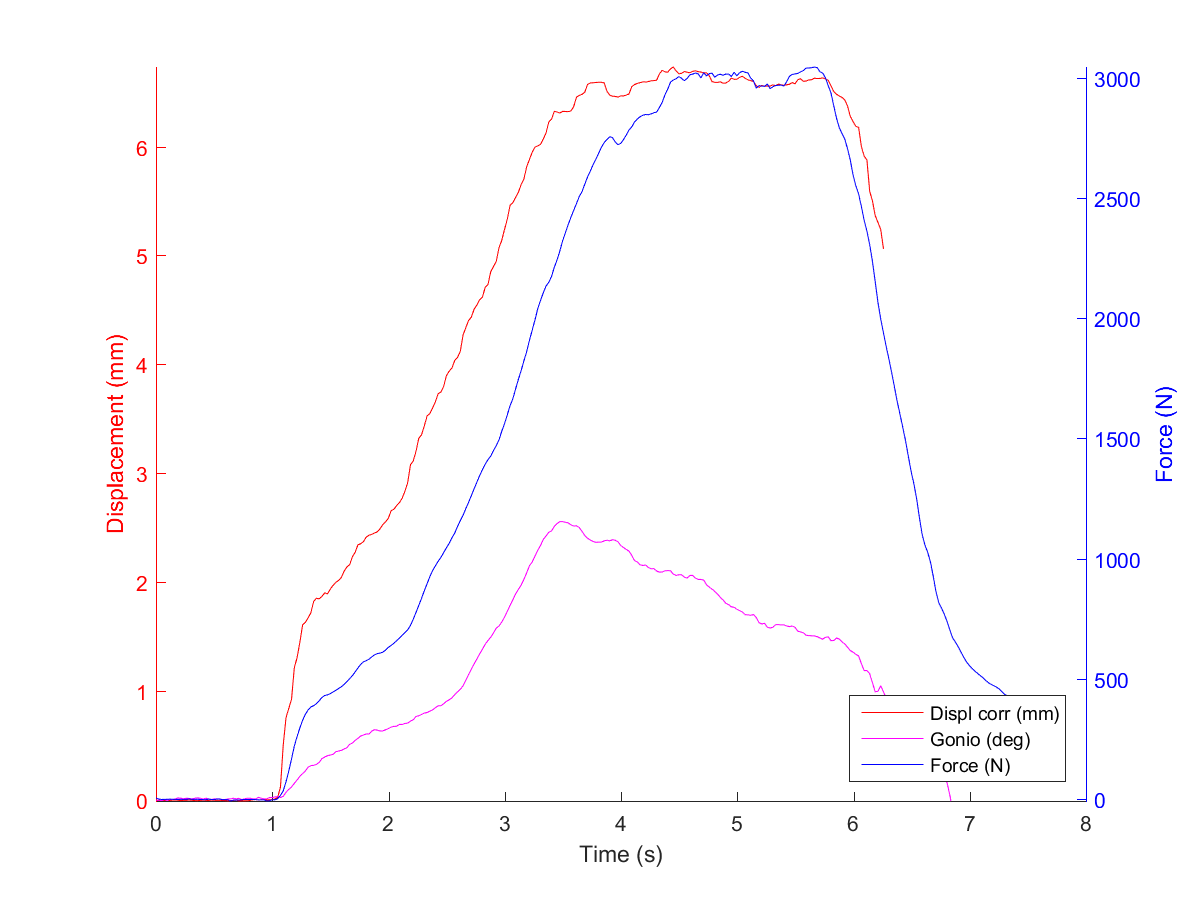 6
5
4
3
2
1
0
Displacement (mm)
3000
2500
2000
1500
1000
500
0
Force (N)
Displ corr (mm)
Gonio (deg)
Force (N)
0 1 2 3 4 5 6 7 8
Time (s)